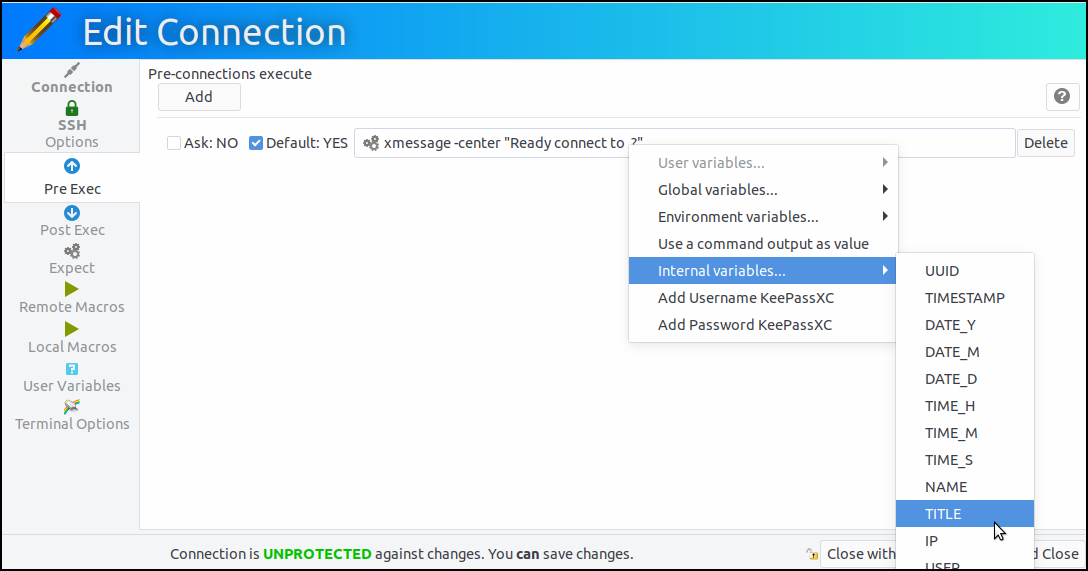 Edit Connection
Connection
SSH
Options
Pre Exec
Post Exec
Expect
Remote Macros
Local Macros
User Variables
Terminal Options
Pre-connections execute
Add
Ask: NO
Default: YES
xmessage -center "Ready connect to ?"
Delete
User variables...
Global variables...
Environment variables...
Use a command output as value
Internal variables...
Add Username KeePassXC
Add Password KeePassXC
UUID
TIMESTAMP
DATE_Y
DATE_M
DATE_D
TIME_H
TIME_M
TIME_S
NAME
TITLE
IP
USER
Connection is UNPROTECTED against changes. You can save changes.
Close with
d Close